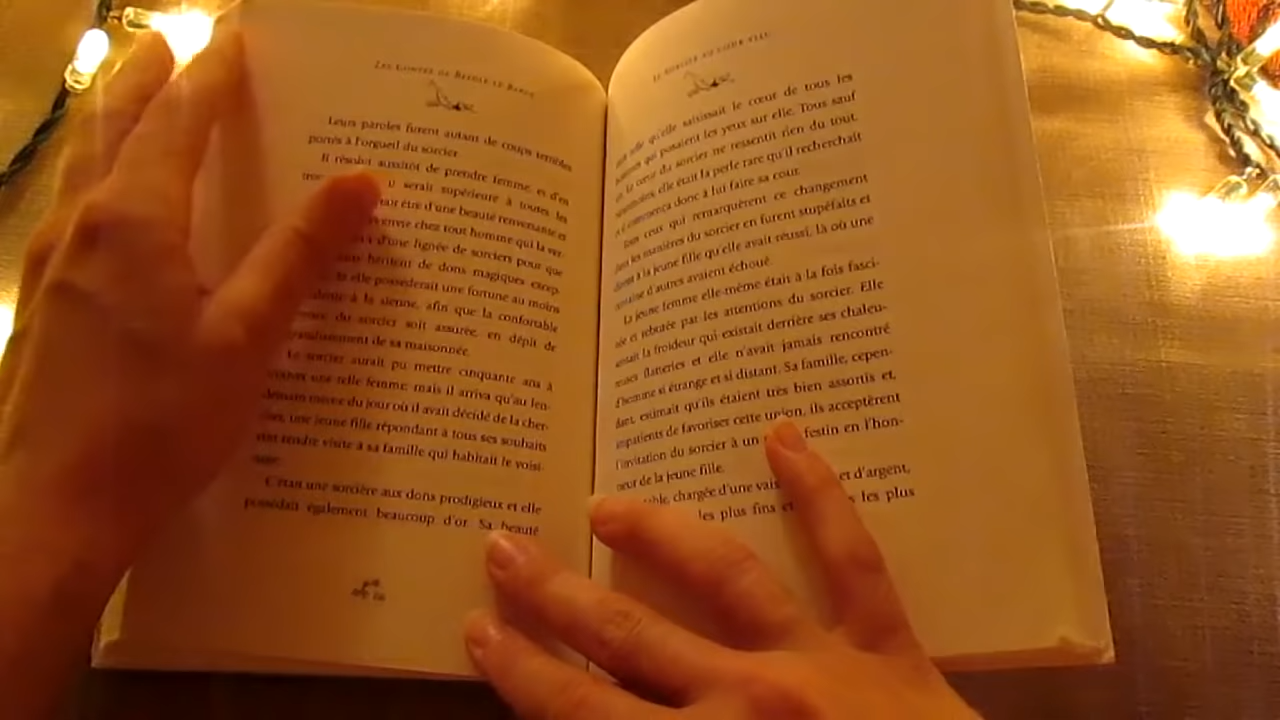 Les Contes de Beedle le Barde
Leurs paroles furent autant de coups terribles
portés à l'orgueil du sorcier.
Il résolut aussitôt de prendre femme, et d'en
serait supérieure à toutes les
être d'une beauté renversante et
chez tout homme qui la ver-
d'une lignée de sorciers pour que
héritent de dons magiques excep-
elle posséderait une fortune au moins
à la sienne, afin que la confortable
du sorcier soit assurée, en dépit de
de sa maisonnée.
Le sorcier aurait pu mettre cinquante ans à
une telle femme, mais il arriva qu'au len-
demain même du jour où il avait décidé de la cher-
cher, une jeune fille répondant à tous ses souhaits
vint rendre visite à sa famille qui habitait le voisi-
nage.
C'était une sorcière aux dons prodigieux et elle
possédait également beaucoup d'or. Sa beauté
Le Sorcier au cœur velu
était telle qu'elle saisissait le cœur de tous les
hommes qui posaient les yeux sur elle. Tous sauf
un, le cœur du sorcier ne ressentit rien du tout.
Néanmoins, elle était la perle rare qu'il recherchait
et il commença donc à lui faire sa cour.
Tous ceux qui remarquèrent ce changement
dans les manières du sorcier en furent stupéfaits et
dirent à la jeune fille qu'elle avait réussi, là où une
centaine d'autres avaient échoué.
La jeune femme elle-même était à la fois fasci-
née et rebutée par les attentions du sorcier. Elle
sentait la froideur qui existait derrière ses chaleu-
reuses flatteries et elle n'avait jamais rencontré
d'homme si étrange et si distant. Sa famille, cepen-
dant, estimait qu'ils étaient très bien assortis et,
impatients de favoriser cette union, ils acceptèrent
l'invitation du sorcier à un festin en l'hon-
neur de la jeune fille.
chargée d'une et d'argent,
les plus fins et les plus